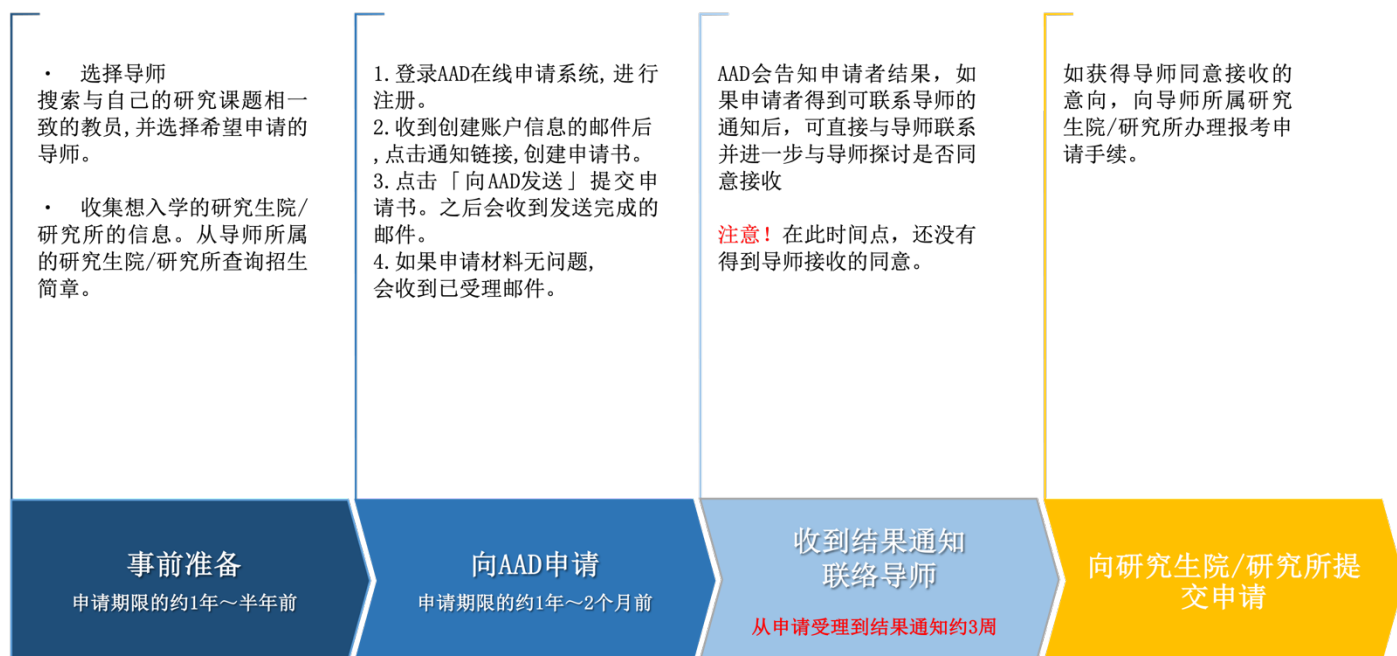 · 选择导师
搜索与自己的研究课题相一
致的教员,并选择希望申请的
导师。
· 收集想入学的研究生院/
研究所的信息。从导师所属
的研究生院/研究所查询招生
简章。
1.登录AAD在线申请系统,进行
注册。
2.收到创建账户信息的邮件后
,点击通知链接,创建申请书。
3.点击「向AAD发送」提交申
请书。之后会收到发送完成的
邮件。
4.如果申请材料无问题,
会收到已受理邮件。
AAD会告知申请者结果，如
果申请者得到可联系导师的
通知后，可直接与导师联系
并进一步与导师探讨是否同
意接收
注意！在此时间点，还没有
得到导师接收的同意。
如获得导师同意接收的
意向，向导师所属研究
生院/研究所办理报考申
请手续。
事前准备
申请期限的约1年～半年前
向AAD申请
申请期限的约1年～2个月前
收到结果通知
联络导师
从申请受理到结果通知约3周
向研究生院/研究所提
交申请